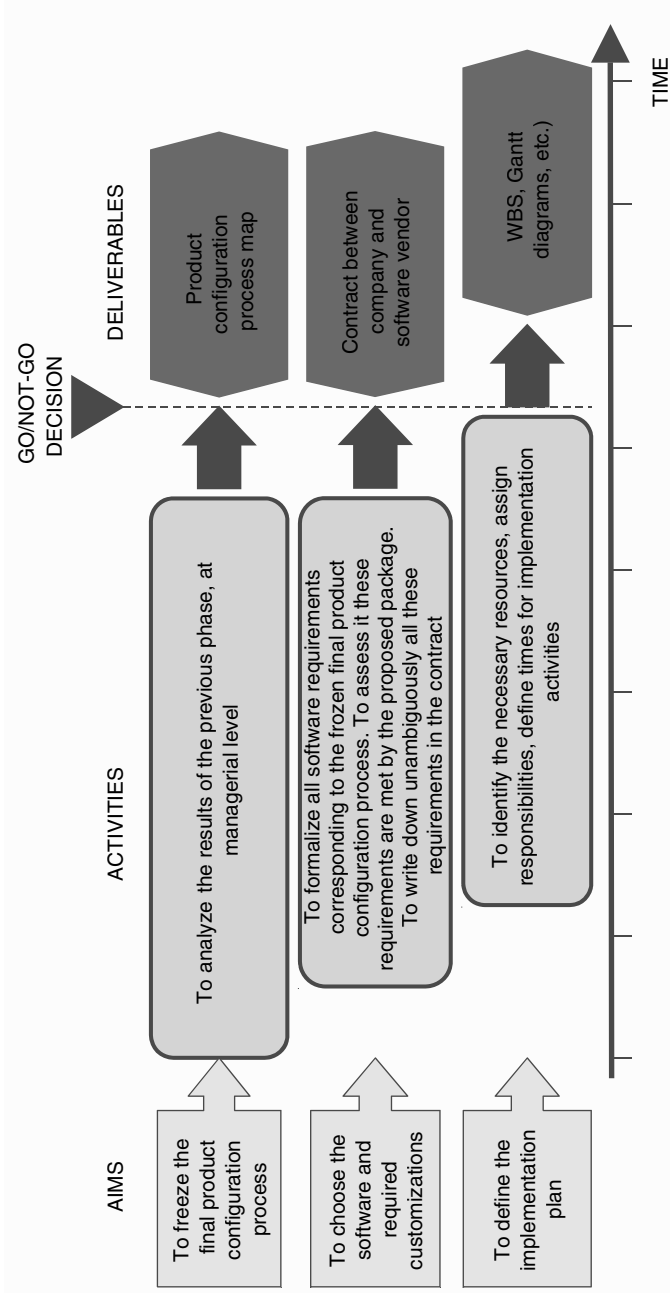 AIMS
ACTIVITIES
GO/NOT-GO
DECISION
DELIVERABLES
To freeze the
final product
configuration
process
To analyze the results of the previous phase, at
managerial level
Product
configuration
process map
To choose the
software and
required
customizations
To formalize all software requirements
corresponding to the frozen final product
configuration process. To assess it these
requirements are met by the proposed package.
To write down unambiguously all these
requirements in the contract
Contract between
company and
software vendor
To define the
implementation
plan
To identify the necessary resources, assign
responsibilities, define times for implementation
activities
WBS, Gantt
diagrams, etc.)
TIME